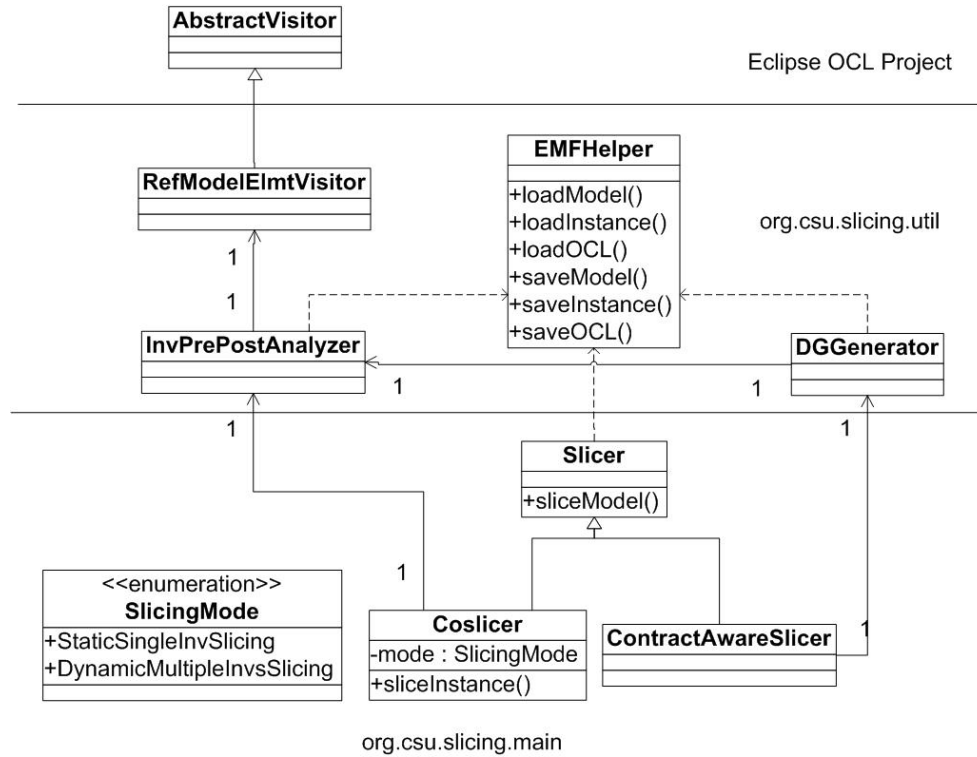 AbstractVisitor
Eclipse OCL Project
RefModelElmtVisitor
EMFHelper
+loadModel()
+loadInstance()
+loadOCL()
+saveModel()
+saveInstance()
+saveOCL()
org.csu.slicing.util
1
1
InvPrePostAnalyzer
DGGenerator
1
1
1
1
Slicer
+sliceModel()
<<enumeration>>
SlicingMode
+StaticSingleInvSlicing
+DynamicMultipleInvsSlicing
1
Coslicer
-mode : SlicingMode
+sliceInstance()
ContractAwareSlicer
1
org.csu.slicing.main